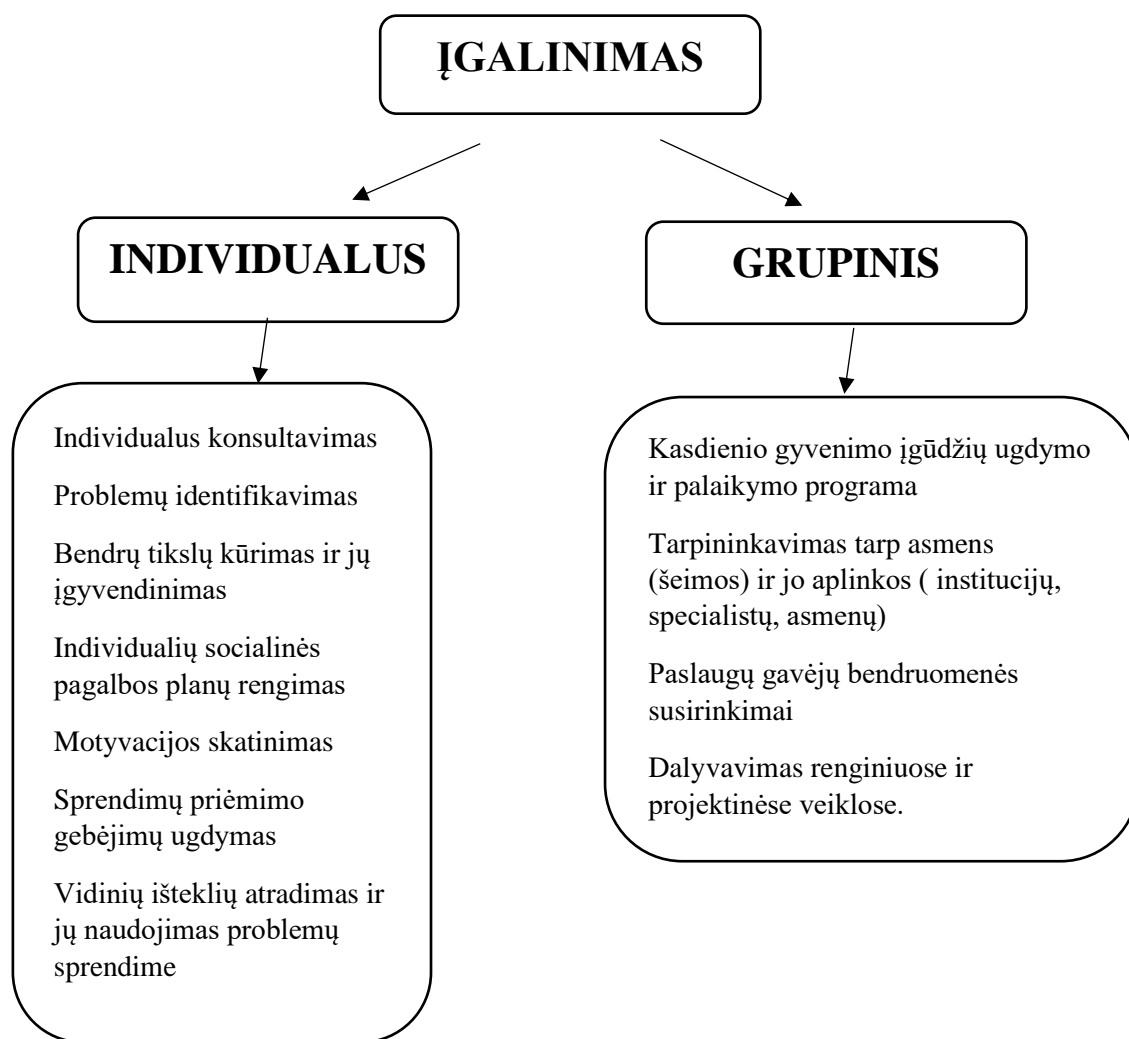 ĮGALINIMAS
INDIVIDUALUS
GRUPINIS
Individualus konsultavimas
Problemų identifikavimas
Bendrų tikslų kūrimas ir jų
įgyvendinimas
Individualių socialinės
pagalbos planų rengimas
Motyvacijos skatinimas
Sprendimų priėmimo
gebėjimų ugdymas
Vidinių išteklių atradimas ir
jų naudojimas problemų
sprendime
Kasdienio gyvenimo įgūdžių ugdymo
ir palaikymo programa
Tarpininkavimas tarp asmens
(šeimos) ir jo aplinkos ( institucijų,
specialistų, asmenų)
Paslaugų gavėjų bendruomenės
susirinkimai
Dalyvavimas renginiuose ir
projektinėse veiklose.